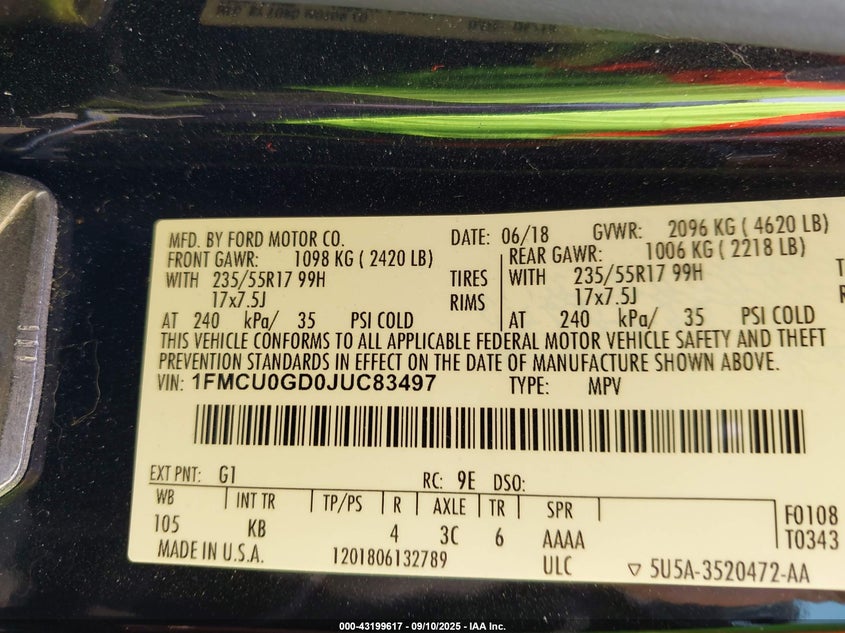 MFD. BY FORD MOTOR CO. DATE: 06/18 GVWR: 2096 KG ( 4620 LB)
FRONT GAWR: 1098 KG ( 2420 LB) REAR GAWR: 1006 KG ( 2218 LB)
WITH 235/55R17 99H TIRES WITH 235/55R17 99H
17x7.5J RIMS 17x7.5J
AT 240 kPa/ 35 PSI COLD AT 240 kPa/ 35 PSI COLD
THIS VEHICLE CONFORMS TO ALL APPLICABLE FEDERAL MOTOR VEHICLE SAFETY AND THEFT
PREVENTION STANDARDS IN EFFECT ON THE DATE OF MANUFACTURE SHOWN ABOVE.
VIN: 1FMCU0GD0JUC83497 TYPE: MPV
EXT PNT: G1 RC: 9E DSO:
WB INT TR TP/PS R AXLE TR SPR F0108
105 KB 4 3C 6 AAAA T0343
MADE IN U.S.A. 1201806132789 ULC 5U5A-3520472-AA
000-43199617 - 09/10/2025 - IAA Inc.